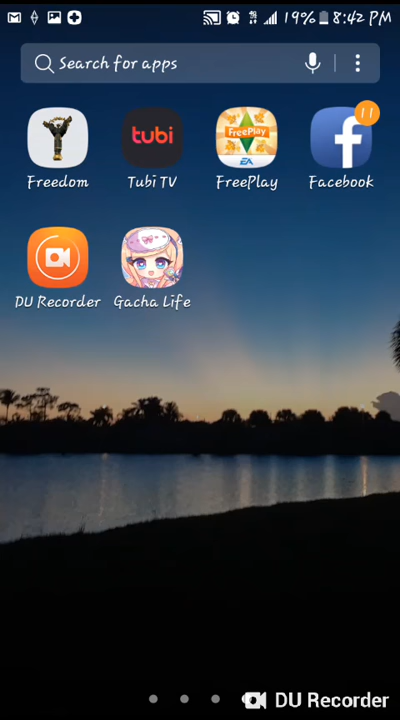 19% 8:42 PM
Search for apps
tubi
FreePlay
EA
11
Freedom
Tubi TV
FreePlay
Facebook
DU Recorder
Gacha Life
DU Recorder